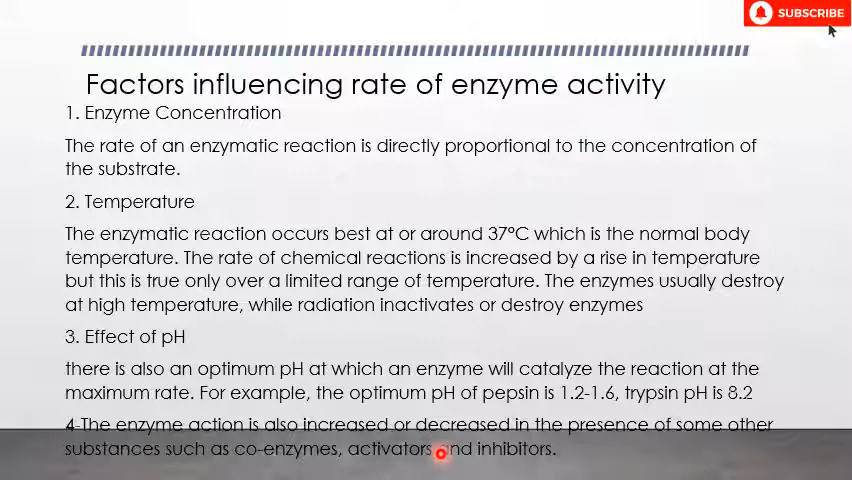 SUBSCRIBE
Factors influencing rate of enzyme activity
1. Enzyme Concentration
The rate of an enzymatic reaction is directly proportional to the concentration of
the substrate.
2. Temperature
The enzymatic reaction occurs best at or around 37°C which is the normal body
temperature. The rate of chemical reactions is increased by a rise in temperature
but this is true only over a limited range of temperature. The enzymes usually destroy
at high temperature, while radiation inactivates or destroy enzymes
3. Effect of pH
there is also an optimum pH at which an enzyme will catalyze the reaction at the
maximum rate. For example, the optimum pH of pepsin is 1.2-1.6, trypsin pH is 8.2
4-The enzyme action is also increased or decreased in the presence of some other
substances such as co-enzymes, activators and inhibitors.